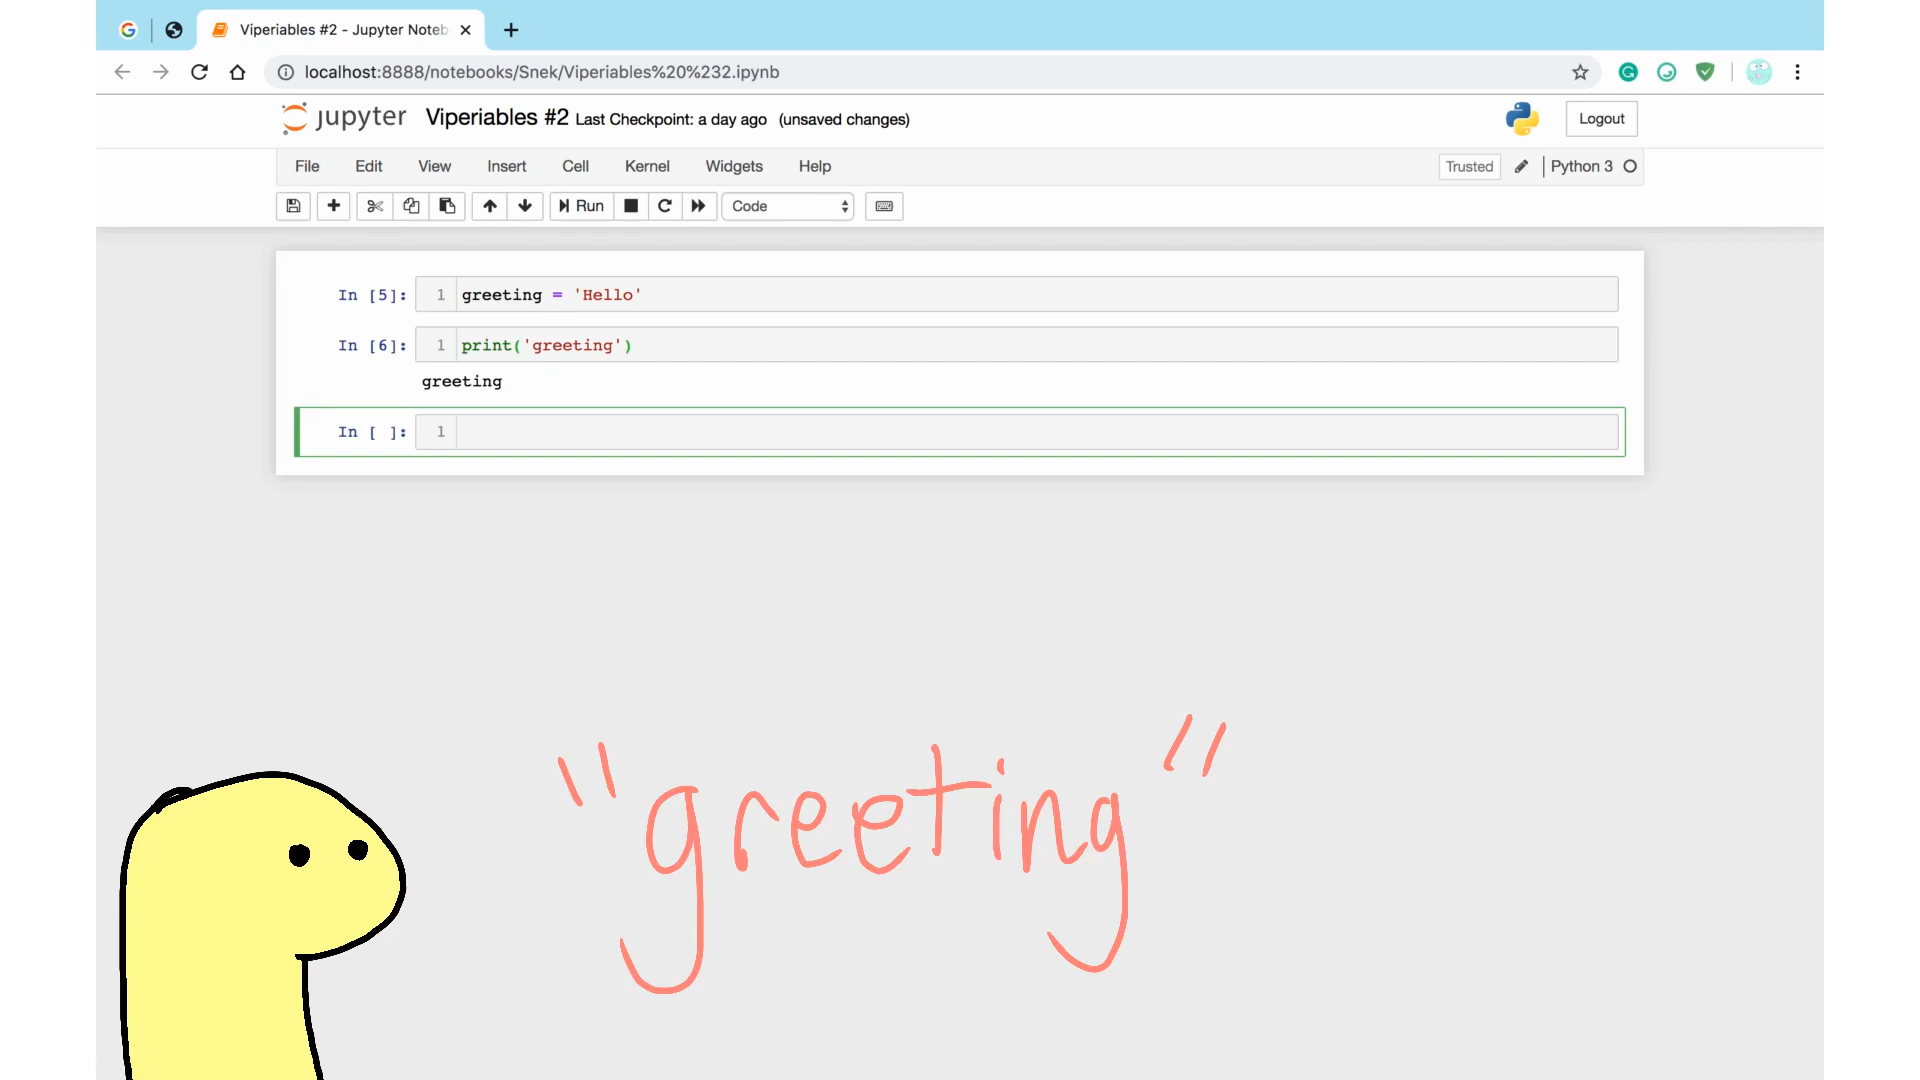 Viperiables #2 - Jupyter Noteb
localhost:8888/notebooks/Snek/Viperiables%20%232.ipynb
jupyter Viperiables #2 Last Checkpoint: a day ago (unsaved changes) Logout
File Edit View Insert Cell Kernel Widgets Help Trusted Python 3
Run Code
In [5]: 1 greeting = 'Hello'
In [6]: 1 print('greeting')
greeting
In [ ]: 1
"greeting"